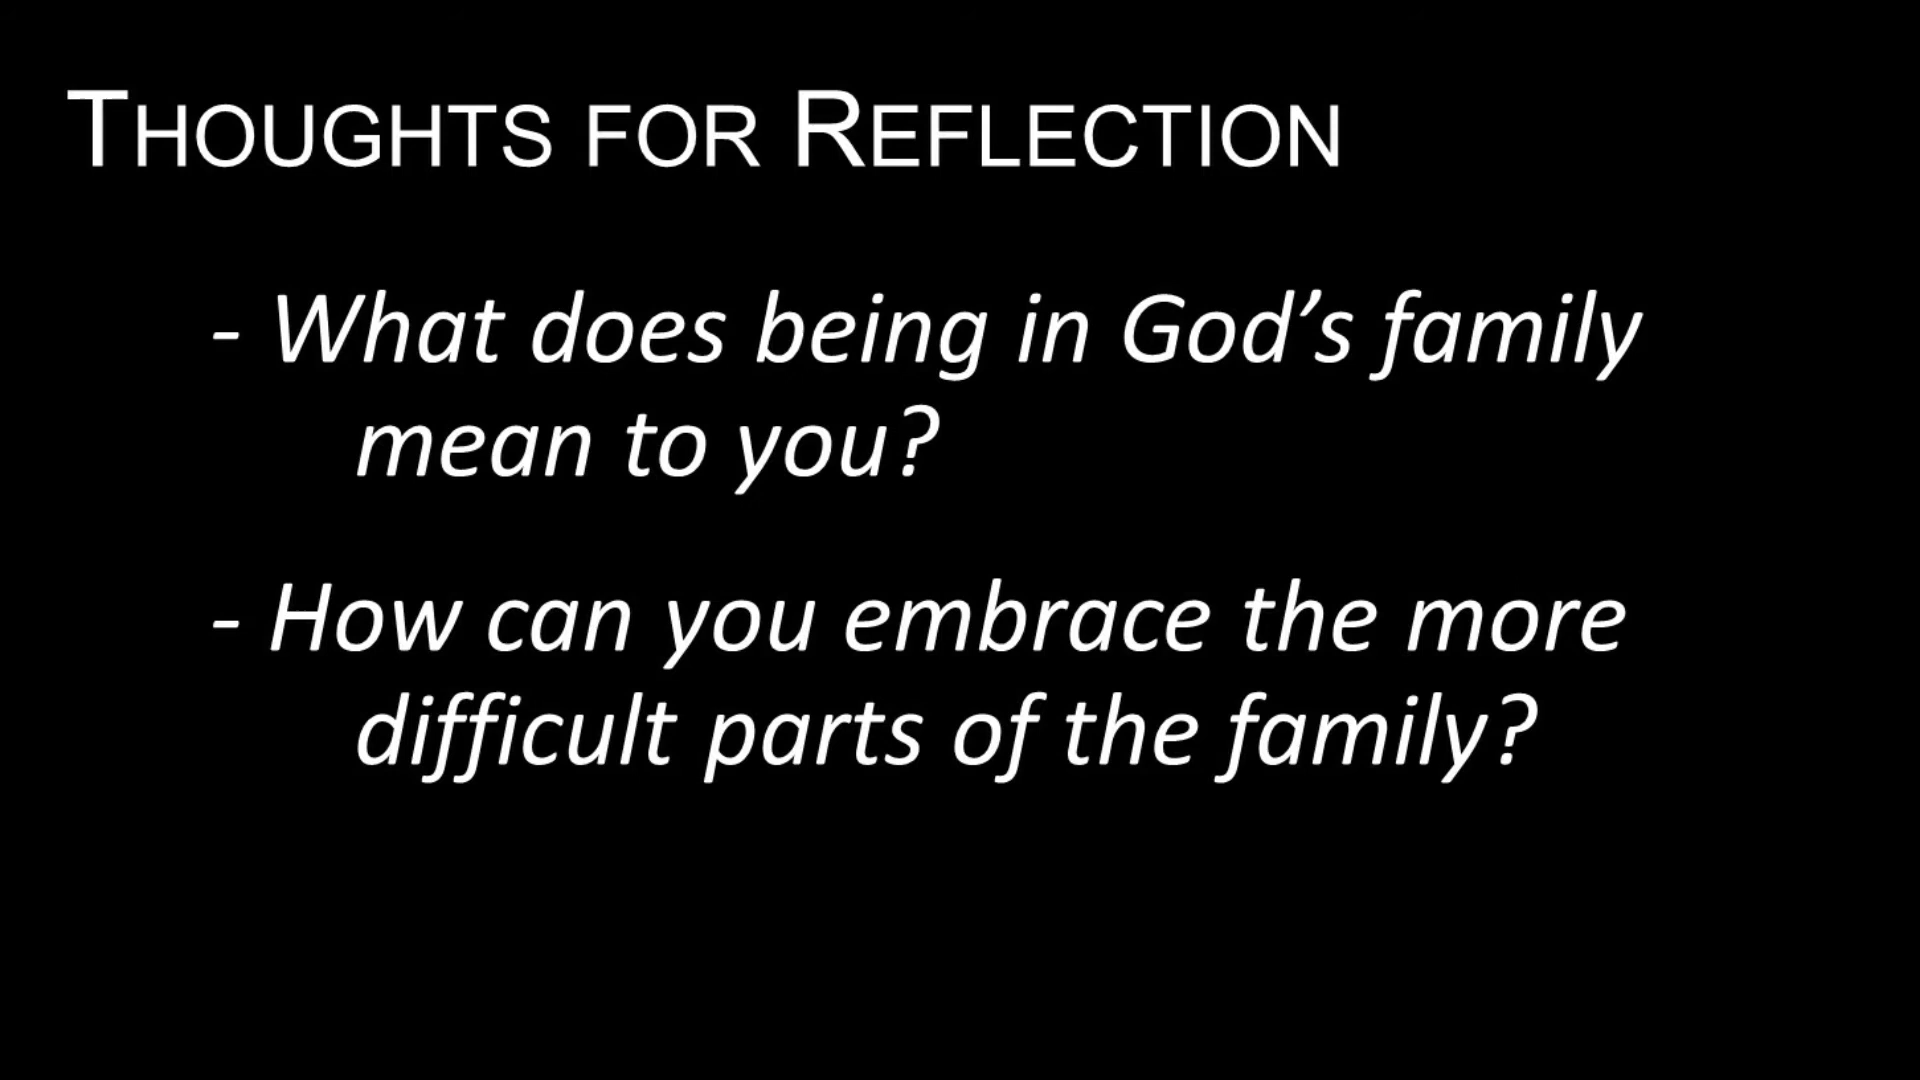 THOUGHTS FOR REFLECTION
- What does being in God’s family
mean to you?
- How can you embrace the more
difficult parts of the family?